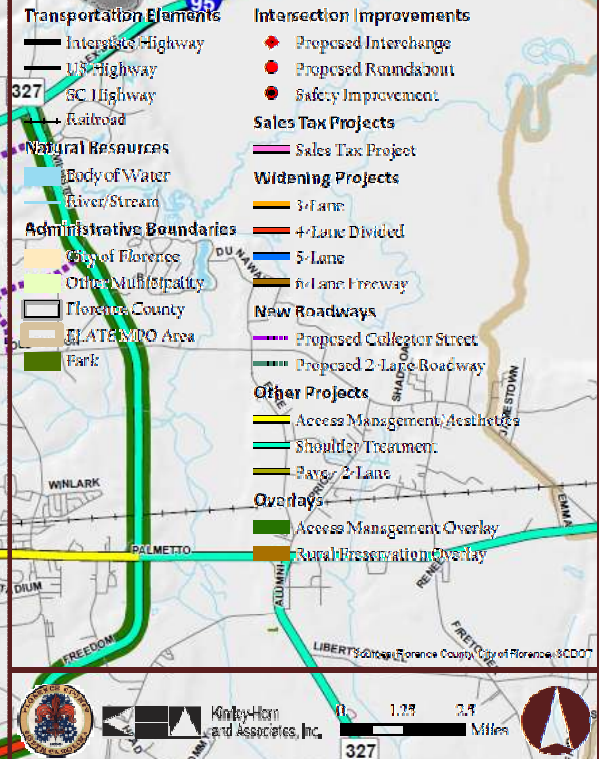 95
Transportation Elements
Interstate Highway
US Highway
SC Highway
Railroad
Natural Resources
Body of Water
River/Stream
Administrative Boundaries
City of Florence
Other Municipality
Florence County
FLATS MPO Area
Park
Intersection Improvements
Proposed Interchange
Proposed Roundabout
Safety Improvement
Sales Tax Projects
Sales Tax Project
Widening Projects
3-Lane
4-Lane Divided
5-Lane
6-Lane Freeway
New Roadways
Proposed Collector Street
Proposed 2-Lane Roadway
Other Projects
Access Management/Aesthetics
Shoulder Treatment
Pave - 2-Lane
Overlays
Access Management Overlay
Rural Preservation Overlay
327
DU
JAMESTOWN
WINLARK
EMMA
PALMETTO
ALUMNI
FREEDOM
LIBERTY
Sources: Florence County, City of Florence, SCDOT
Kimley-Horn
and Associates, Inc.
0 1.25 2.5
Miles
327